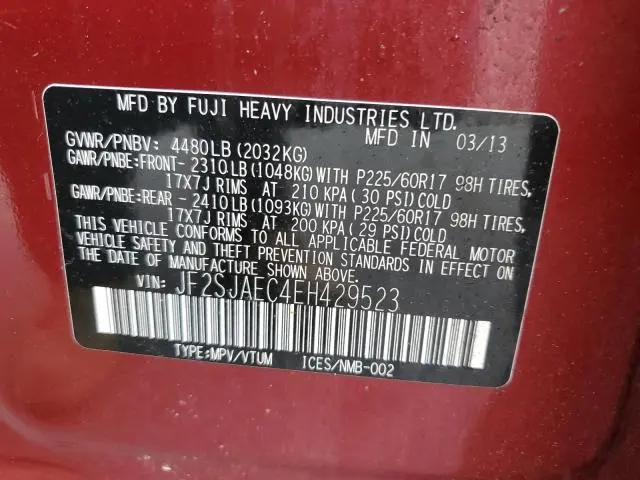 MFD BY FUJI HEAVY INDUSTRIES LTD.
MFD IN 03/13
GVWR/PNBV: 4480LB(2032KG)
GAWR/PNBE:FRONT- 2310LB(1048KG)WITH P225/60R17 98H TIRES,
17X7J RIMS AT 210 KPA(30 PSI)COLD
GAWR/PNBE:REAR - 2410LB(1093KG)WITH P225/60R17 98H TIRES,
17X7J RIMS AT 200 KPA(29 PSI)COLD
THIS VEHICLE CONFORMS TO ALL APPLICABLE FEDERAL MOTOR
VEHICLE SAFETY AND THEFT PREVENTION STANDARDS IN EFFECT ON
THE DATE OF MANUFACTURE SHOWN ABOVE.
VIN: JF2SJAEC4EH429523
TYPE:MPV/VTUM ICES/NMB-002